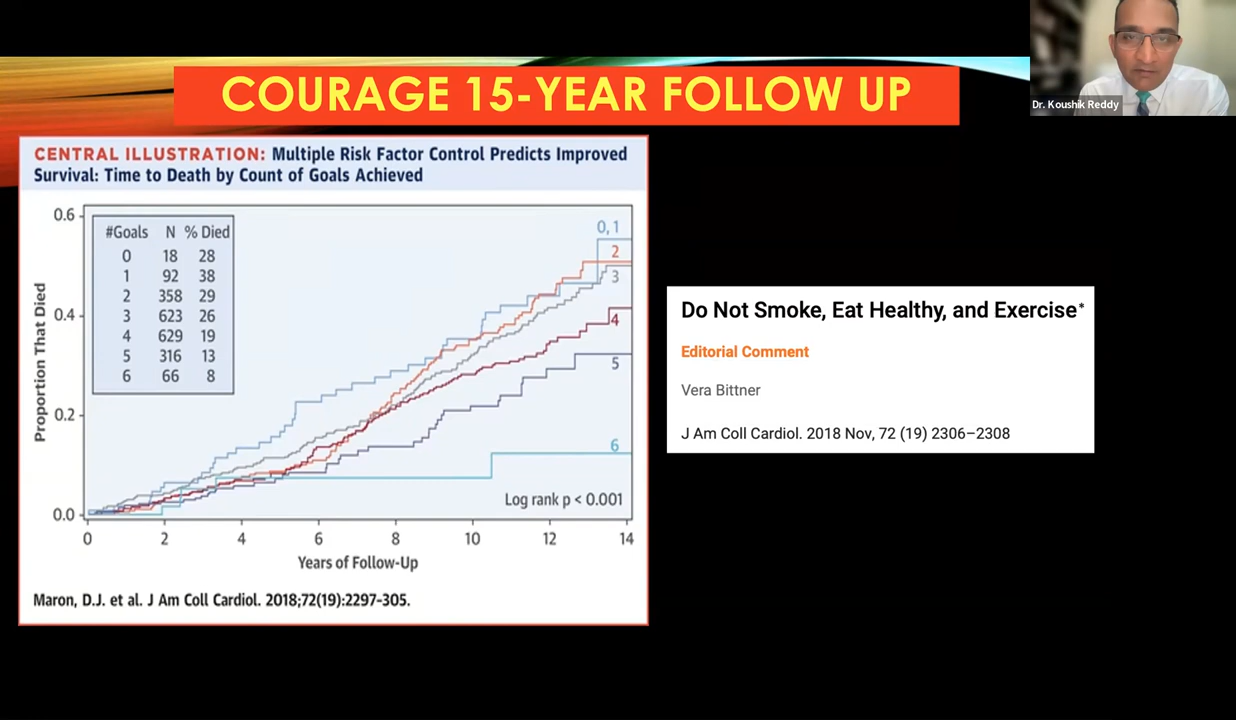 COURAGE 15-YEAR FOLLOW UP
Dr. Koushik Reddy
CENTRAL ILLUSTRATION: Multiple Risk Factor Control Predicts Improved
Survival: Time to Death by Count of Goals Achieved
Proportion That Died
0.6
0.4
0.2
0.0
#Goals N % Died
0 18 28
1 92 38
2 358 29
3 623 26
4 629 19
5 316 13
6 66 8
0, 1
2
3
4
5
6
Log rank p < 0.001
0 2 4 6 8 10 12 14
Years of Follow-Up
Maron, D.J. et al. J Am Coll Cardiol. 2018;72(19):2297-305.
Do Not Smoke, Eat Healthy, and Exercise*
Editorial Comment
Vera Bittner
J Am Coll Cardiol. 2018 Nov, 72 (19) 2306–2308